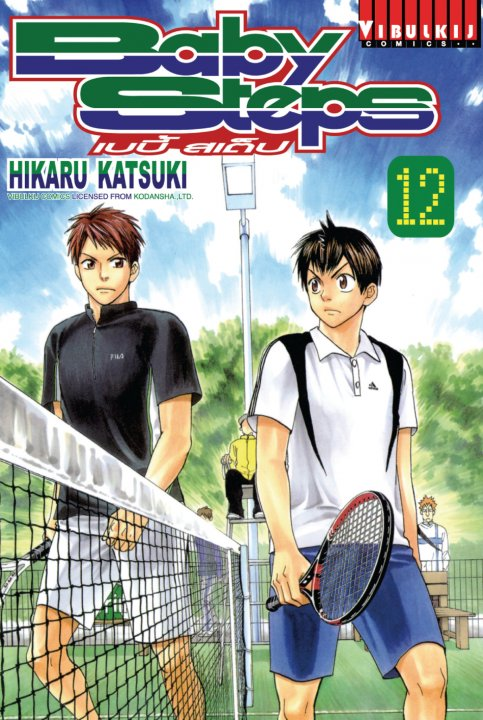 VIBULKIJ
COMICS
Baby
Steps
เบบี้ สเต็ป
HIKARU KATSUKI
VIBULKIJ COMICS LICENSED FROM KODANSHA.,LTD.
12
FILA
adidas